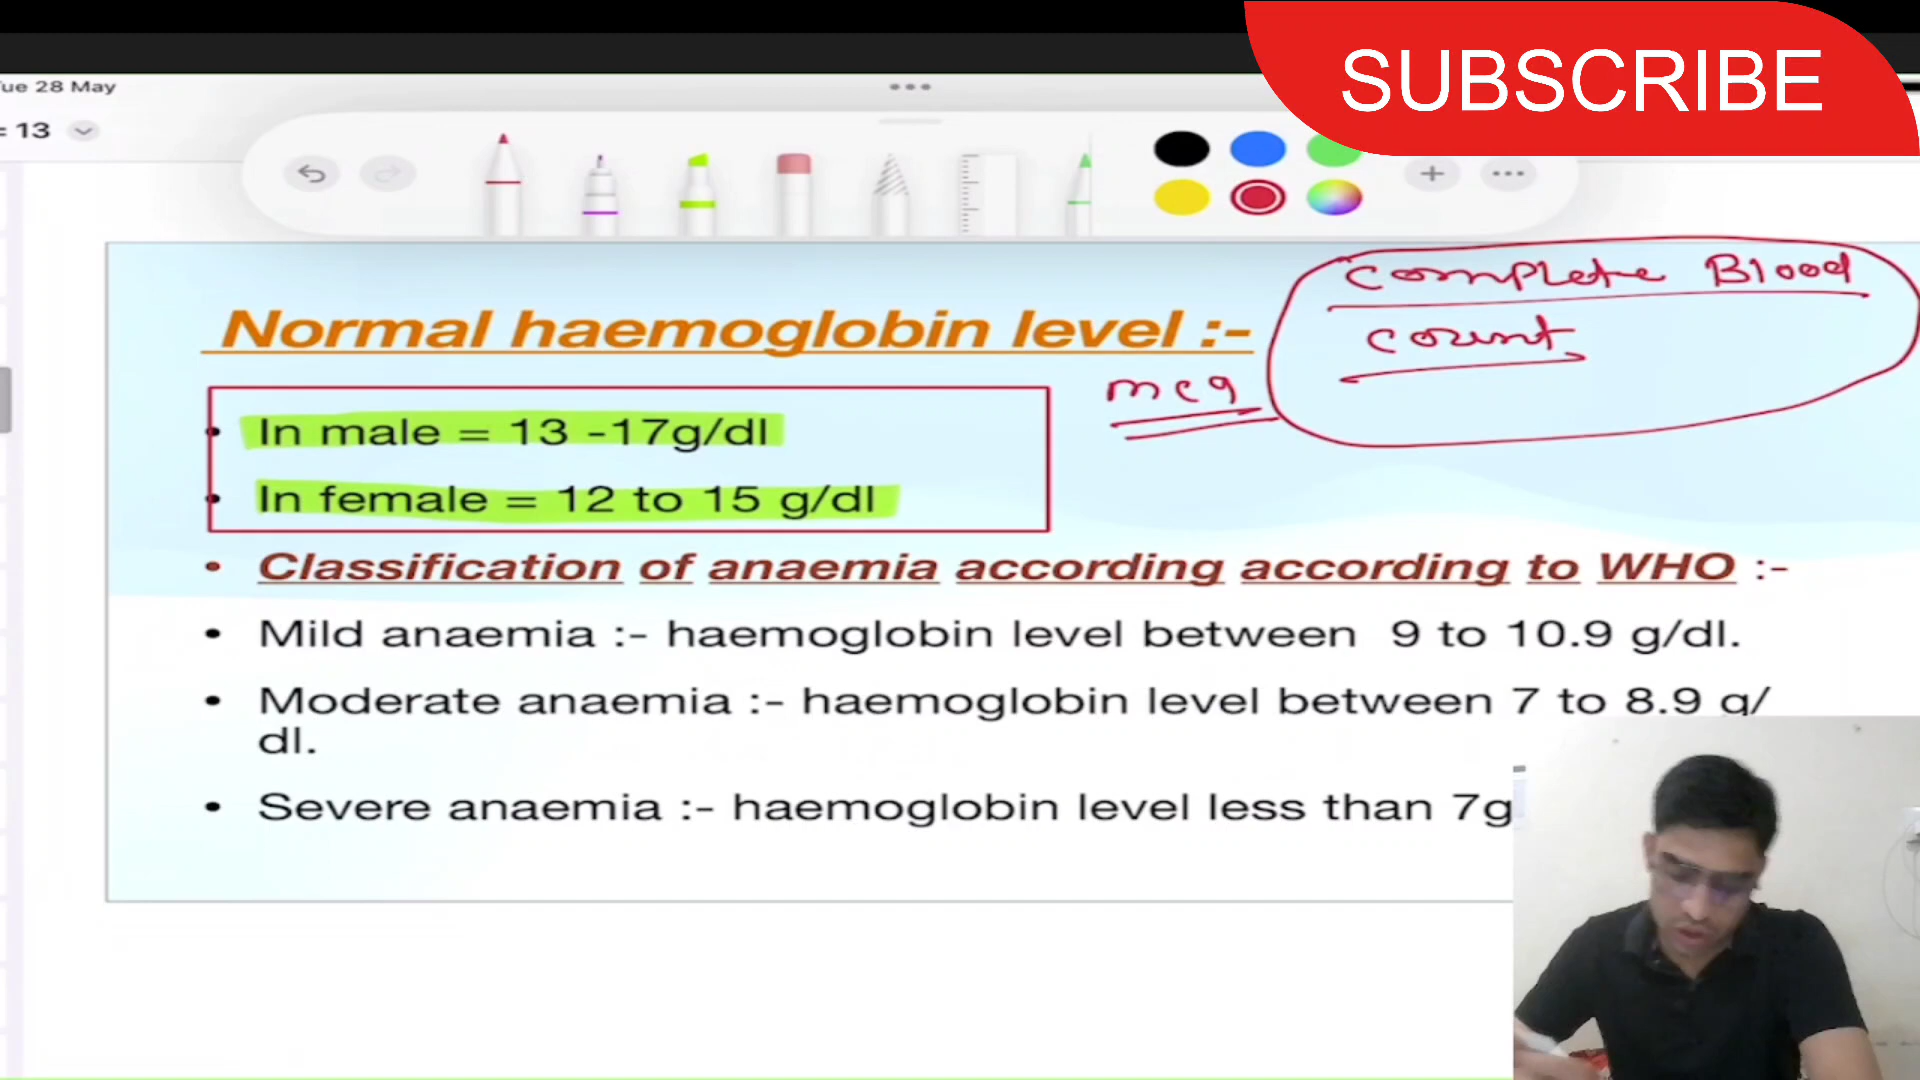 SUBSCRIBE
Tue 28 May
= 13
Complete Blood
count
Normal haemoglobin level :-
mcq
• In male = 13 -17g/dl
• In female = 12 to 15 g/dl
• Classification of anaemia according according to WHO :-
• Mild anaemia :- haemoglobin level between 9 to 10.9 g/dl.
• Moderate anaemia :- haemoglobin level between 7 to 8.9 g/
dl.
• Severe anaemia :- haemoglobin level less than 7g